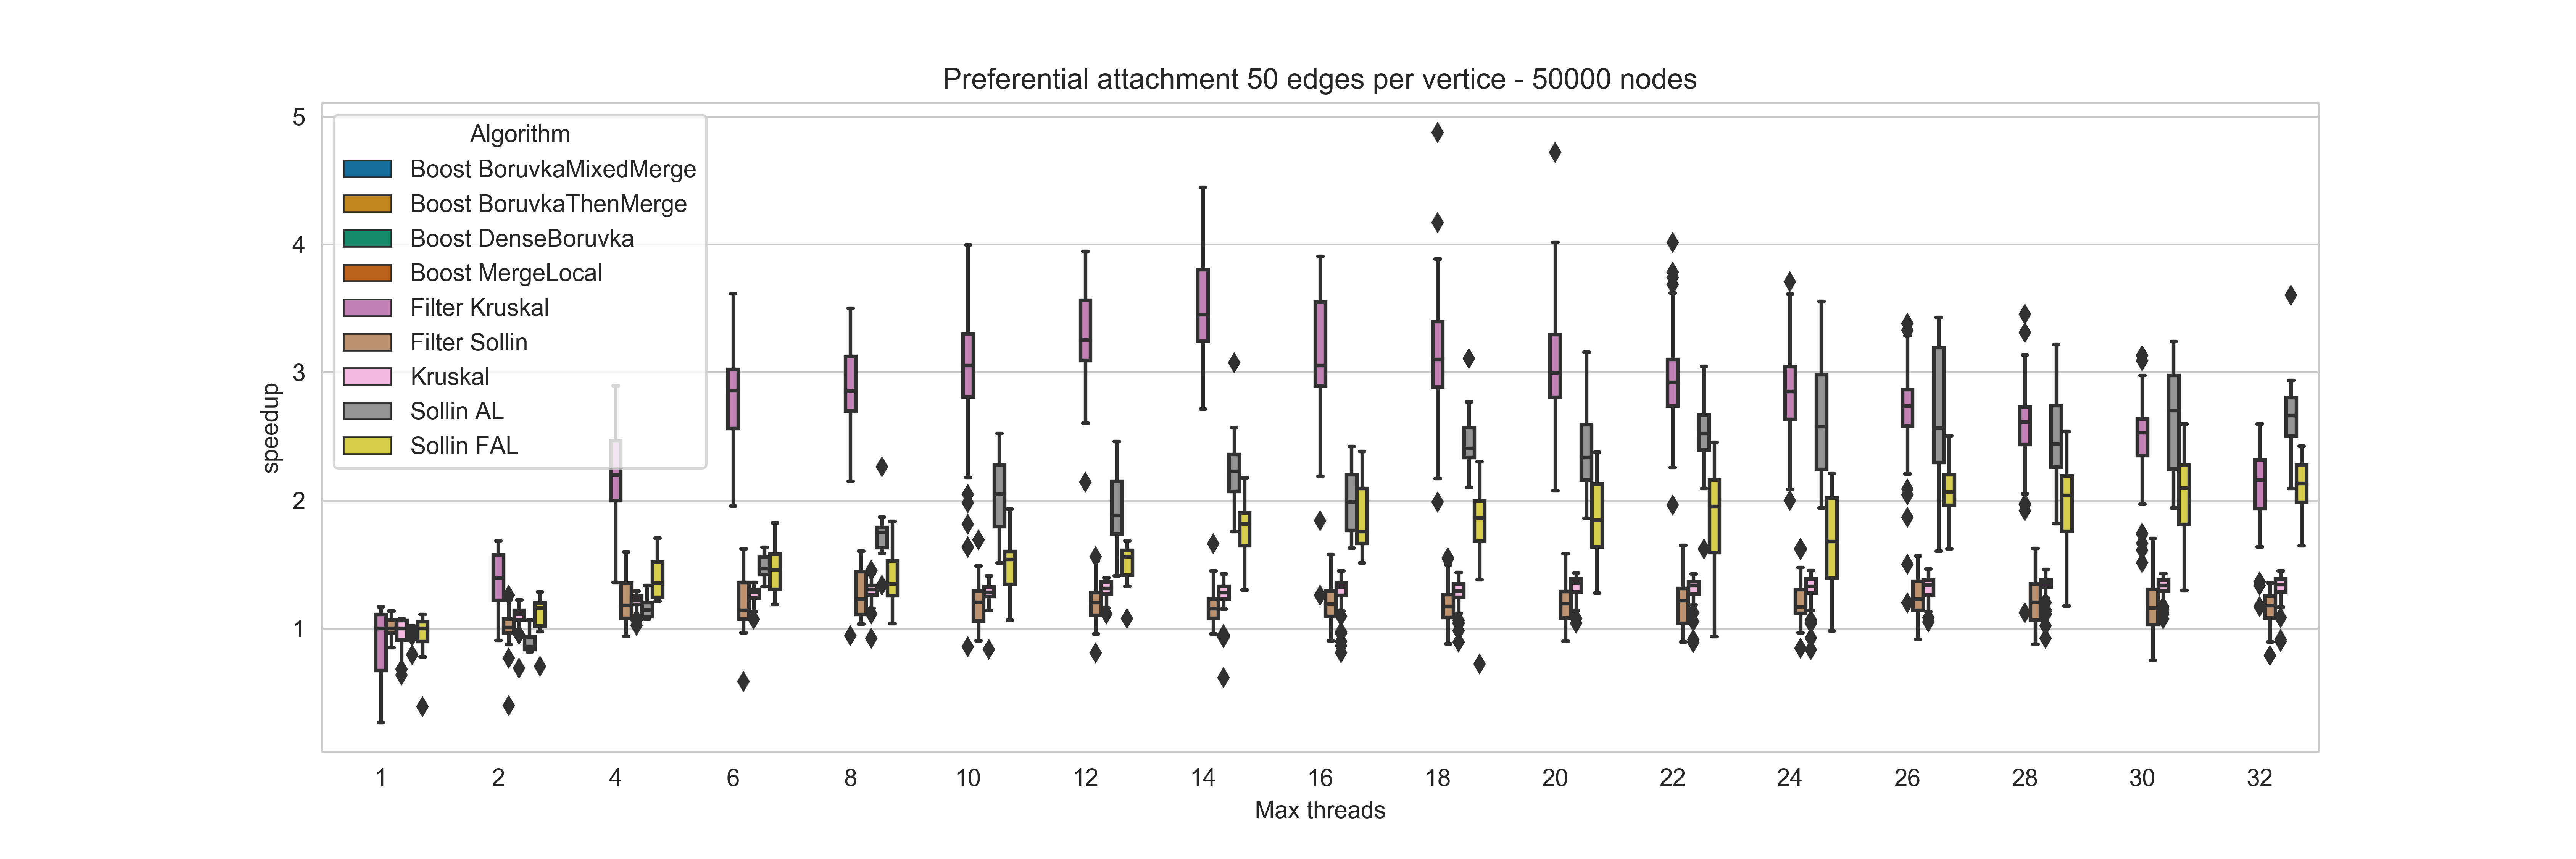 Preferential attachment 50 edges per vertice - 50000 nodes
5
4
3
2
1
speedup
Algorithm
Boost BoruvkaMixedMerge
Boost BoruvkaThenMerge
Boost DenseBoruvka
Boost MergeLocal
Filter Kruskal
Filter Sollin
Kruskal
Sollin AL
Sollin FAL
1 2 4 6 8 10 12 14 16 18 20 22 24 26 28 30 32
Max threads